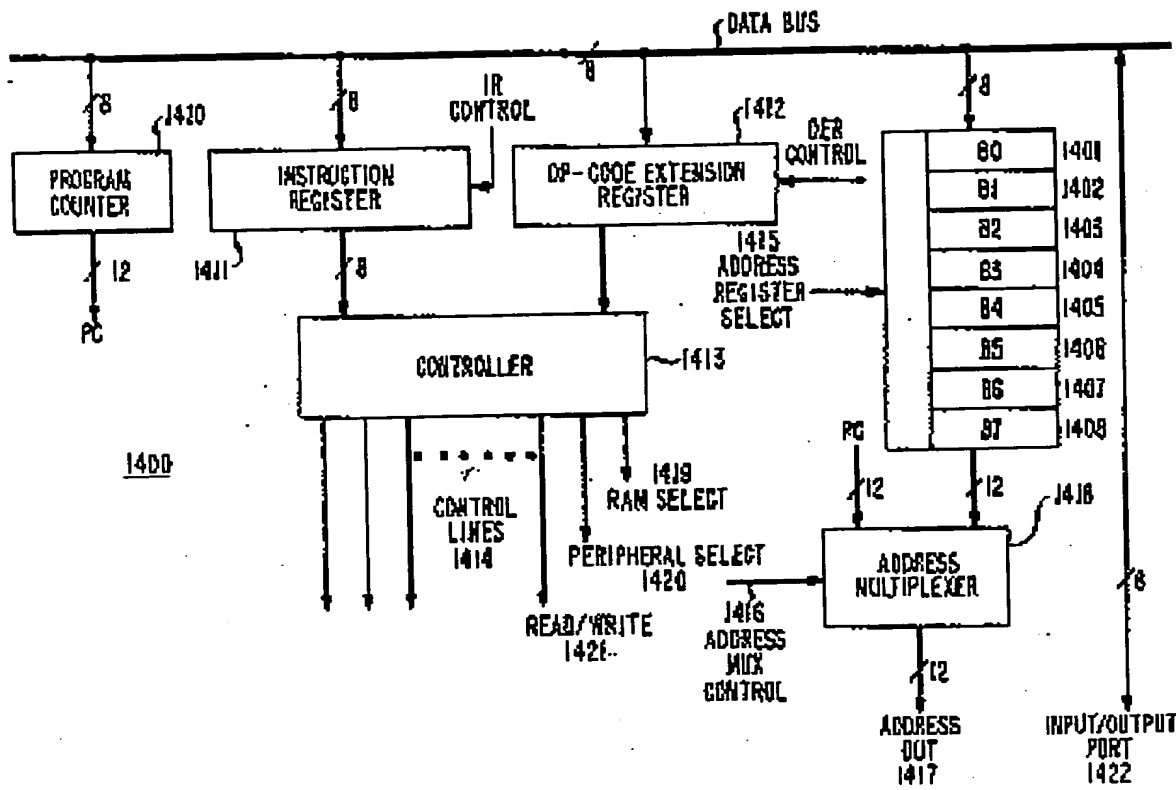 DATA BUS
8
8
8
8
1410
IR
CONTROL
1412
OER
CONTROL
PROGRAM
COUNTER
INSTRUCTION
REGISTER
OP-CODE EXTENSION
REGISTER
B0 1401
B1 1402
B2 1403
B3 1404
B4 1405
B5 1406
B6 1407
B7 1408
12
PC
1411
8
1415
ADDRESS
REGISTER
SELECT
CONTROLLER
1413
PC
12
12
1418
1400
CONTROL
LINES
1414
1419
RAM SELECT
PERIPHERAL SELECT
1420
READ/WRITE
1421
ADDRESS
MULTIPLEXER
1416
ADDRESS
MUX
CONTROL
8
12
ADDRESS
OUT
1417
INPUT/OUTPUT
PORT
1422